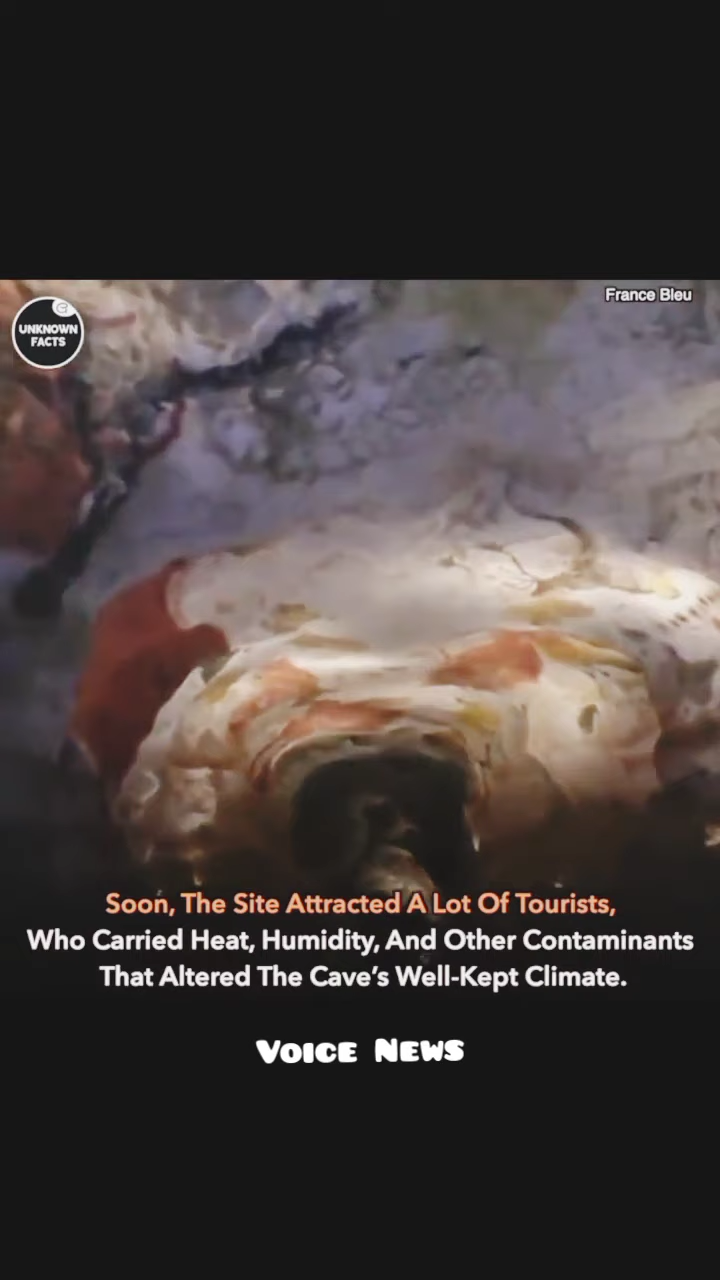 France Bleu
UNKNOWN
FACTS
Soon, The Site Attracted A Lot Of Tourists,
Who Carried Heat, Humidity, And Other Contaminants
That Altered The Cave's Well-Kept Climate.
Voice News